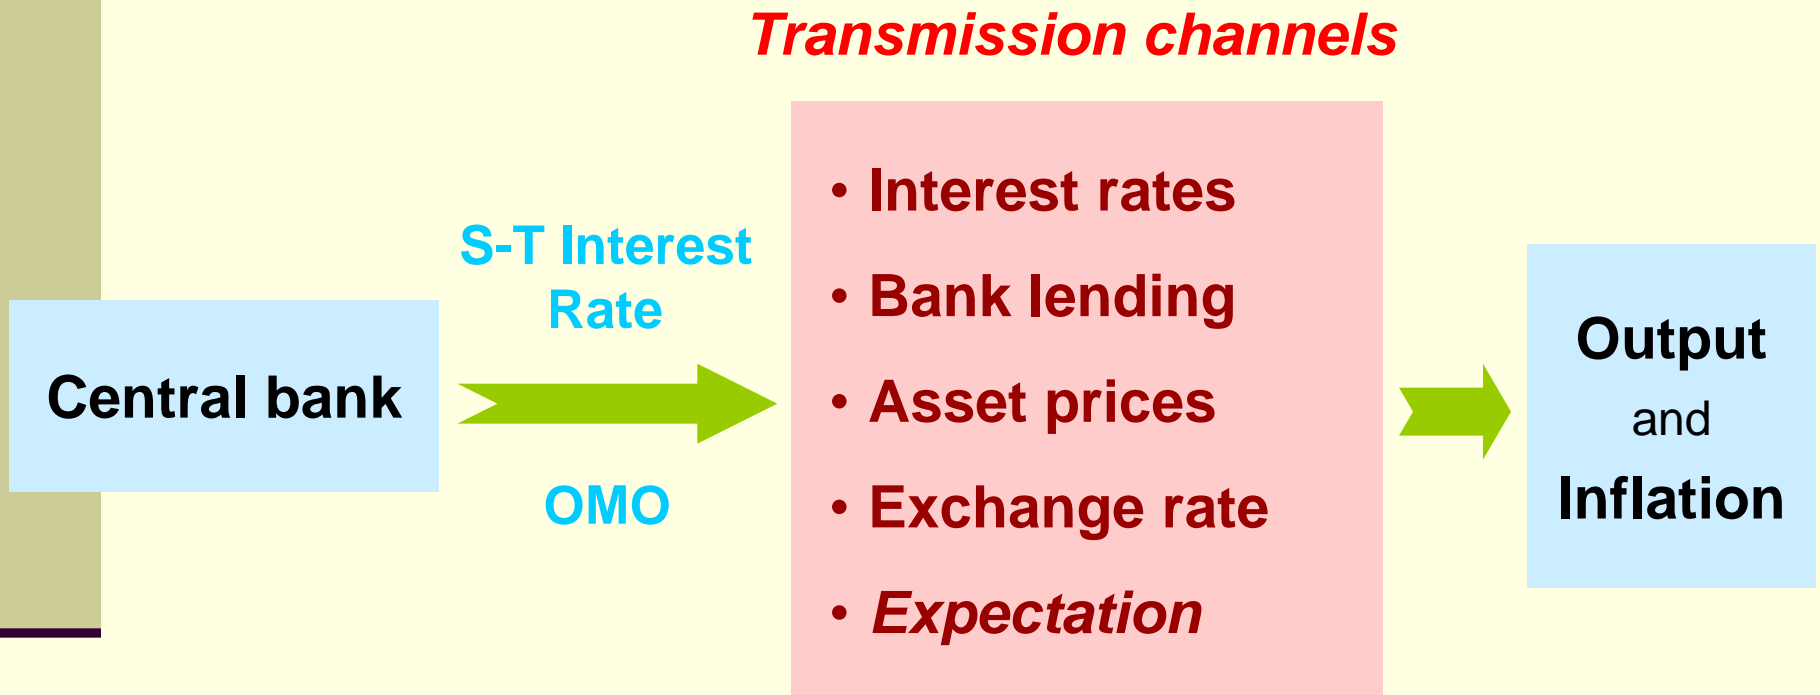 Transmission channels
Central bank
S-T Interest
Rate
OMO
• Interest rates
• Bank lending
• Asset prices
• Exchange rate
• Expectation
Output
and
Inflation